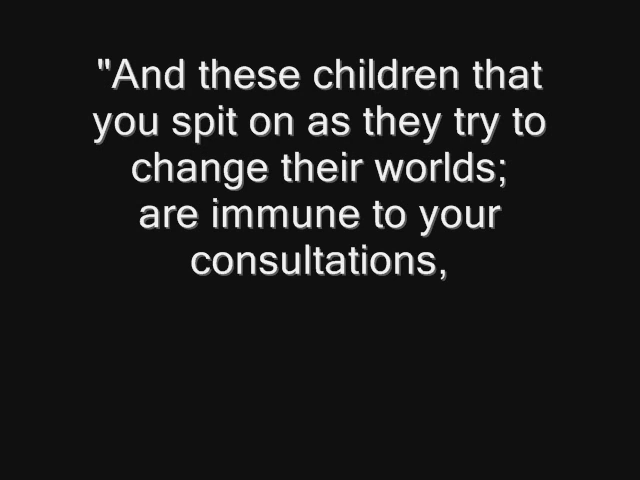 "And these children that
you spit on as they try to
change their worlds;
are immune to your
consultations,